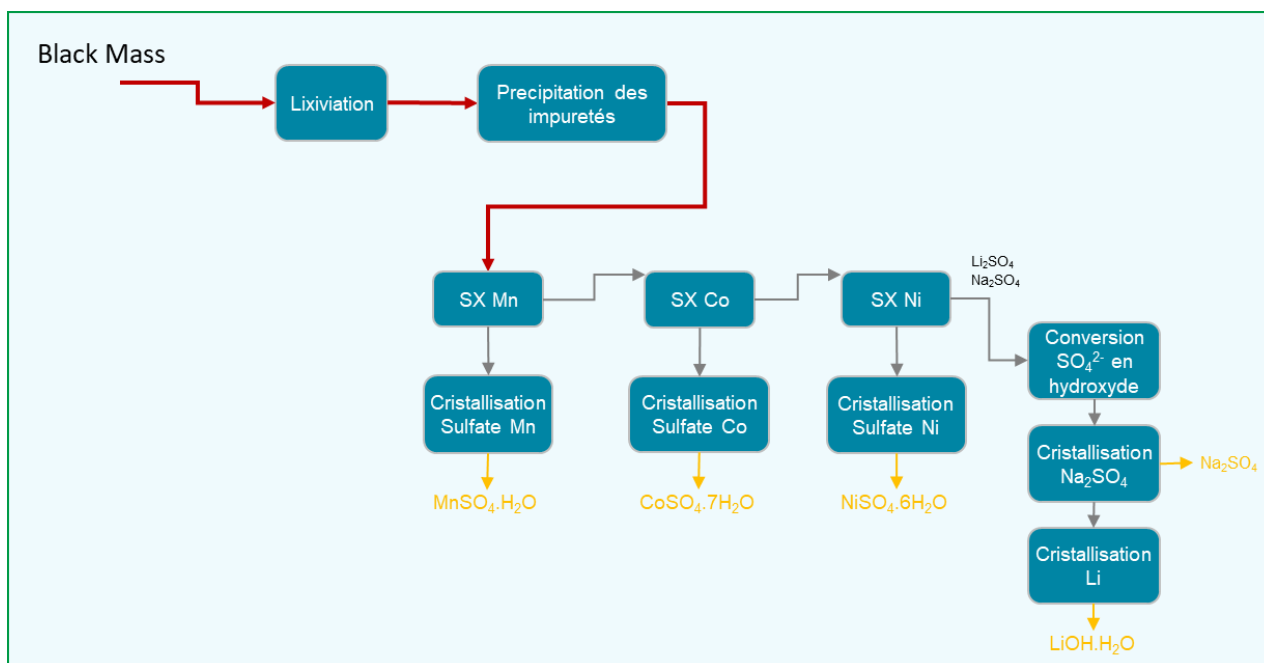 Black Mass
Lixiviation
Precipitation des
impuretés
SX Mn
SX Co
SX Ni
Li₂SO₄
Na₂SO₄
Conversion
SO₄²⁻ en
hydroxyde
Cristallisation
Sulfate Mn
Cristallisation
Sulfate Co
Cristallisation
Sulfate Ni
Cristallisation
Na₂SO₄
Na₂SO₄
MnSO₄.H₂O
CoSO₄.7H₂O
NiSO₄.6H₂O
Cristallisation
Li
LiOH.H₂O